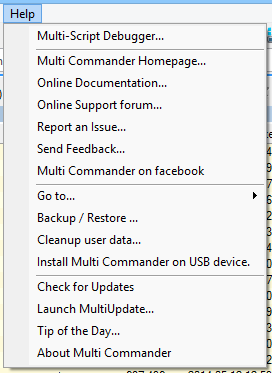 Help
Multi-Script Debugger...
Multi Commander Homepage...
Online Documentation...
Online Support forum...
Report an Issue...
Send Feedback...
Multi Commander on facebook
Go to...
Backup / Restore ...
Cleanup user data...
Install Multi Commander on USB device.
Check for Updates
Launch MultiUpdate...
Tip of the Day...
About Multi Commander